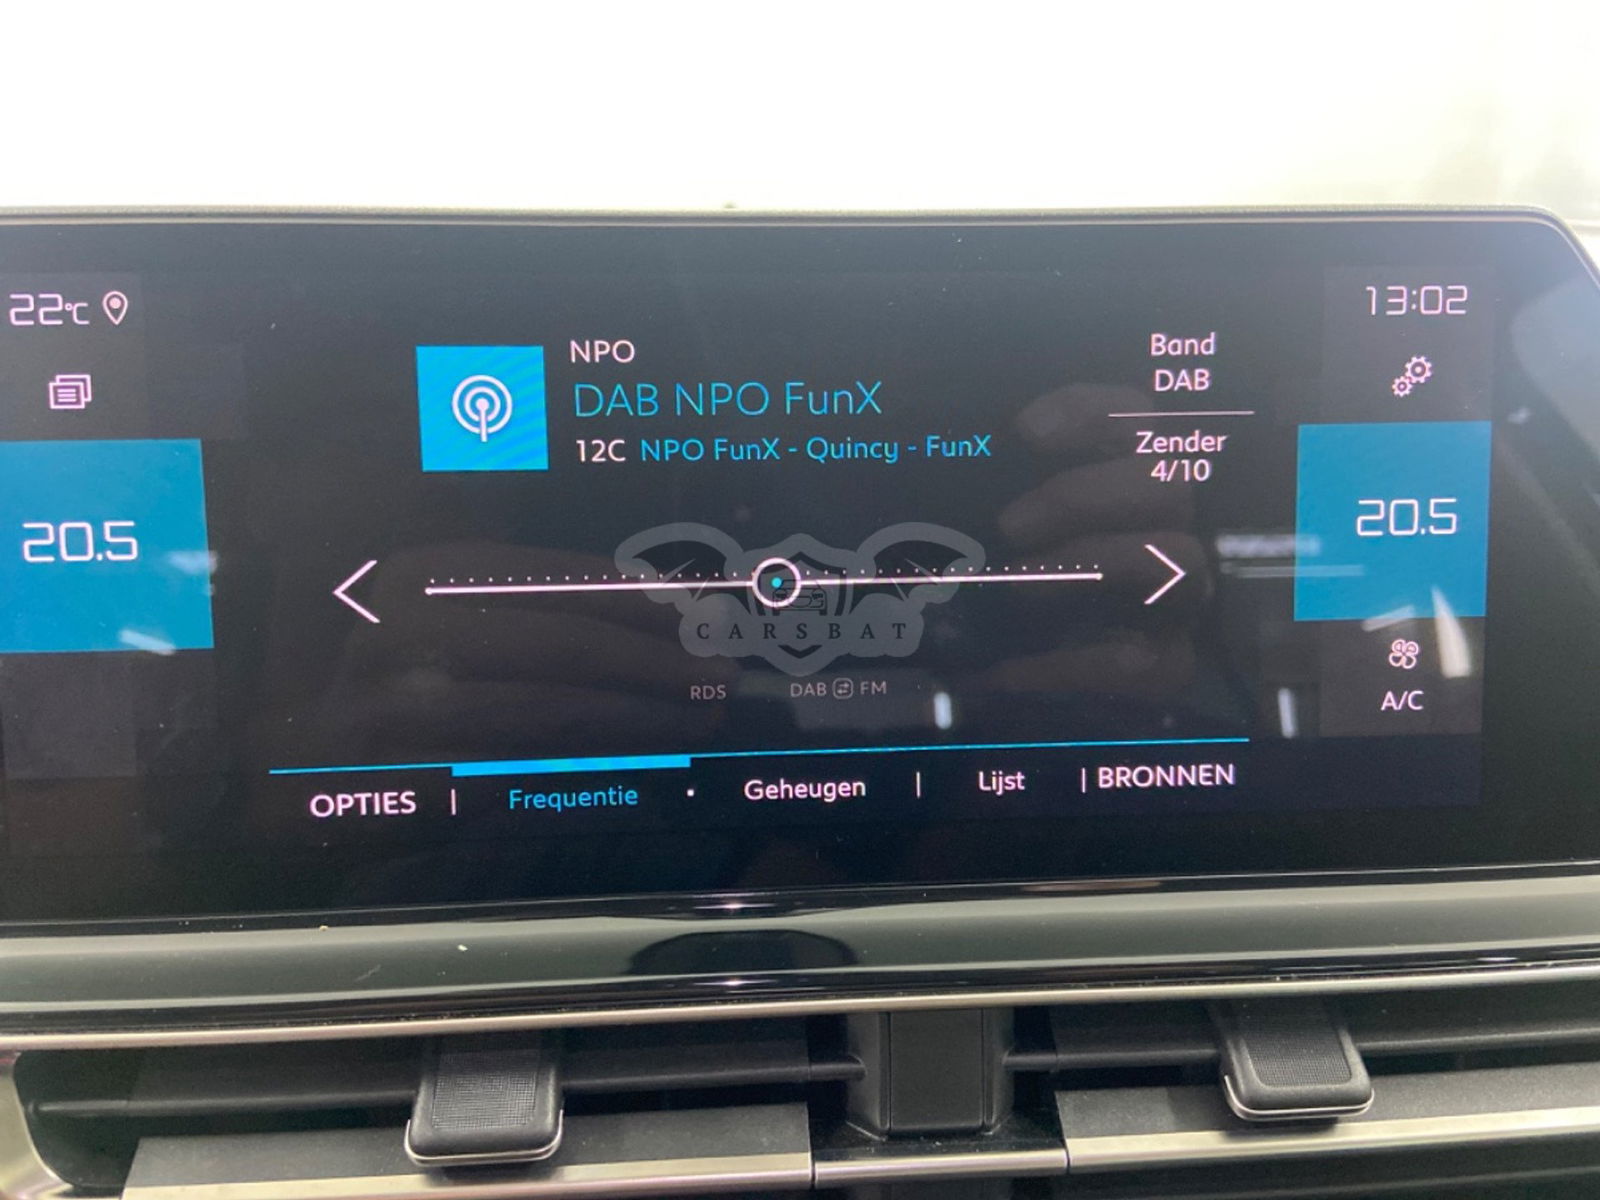 22°C
13:02
NPO
DAB NPO FunX
12C NPO FunX - Quincy - FunX
Band
DAB
Zender
4/10
20.5
20.5
CARSBAT
RDS
DAB FM
A/C
OPTIES | Frequentie · Geheugen | Lijst | BRONNEN